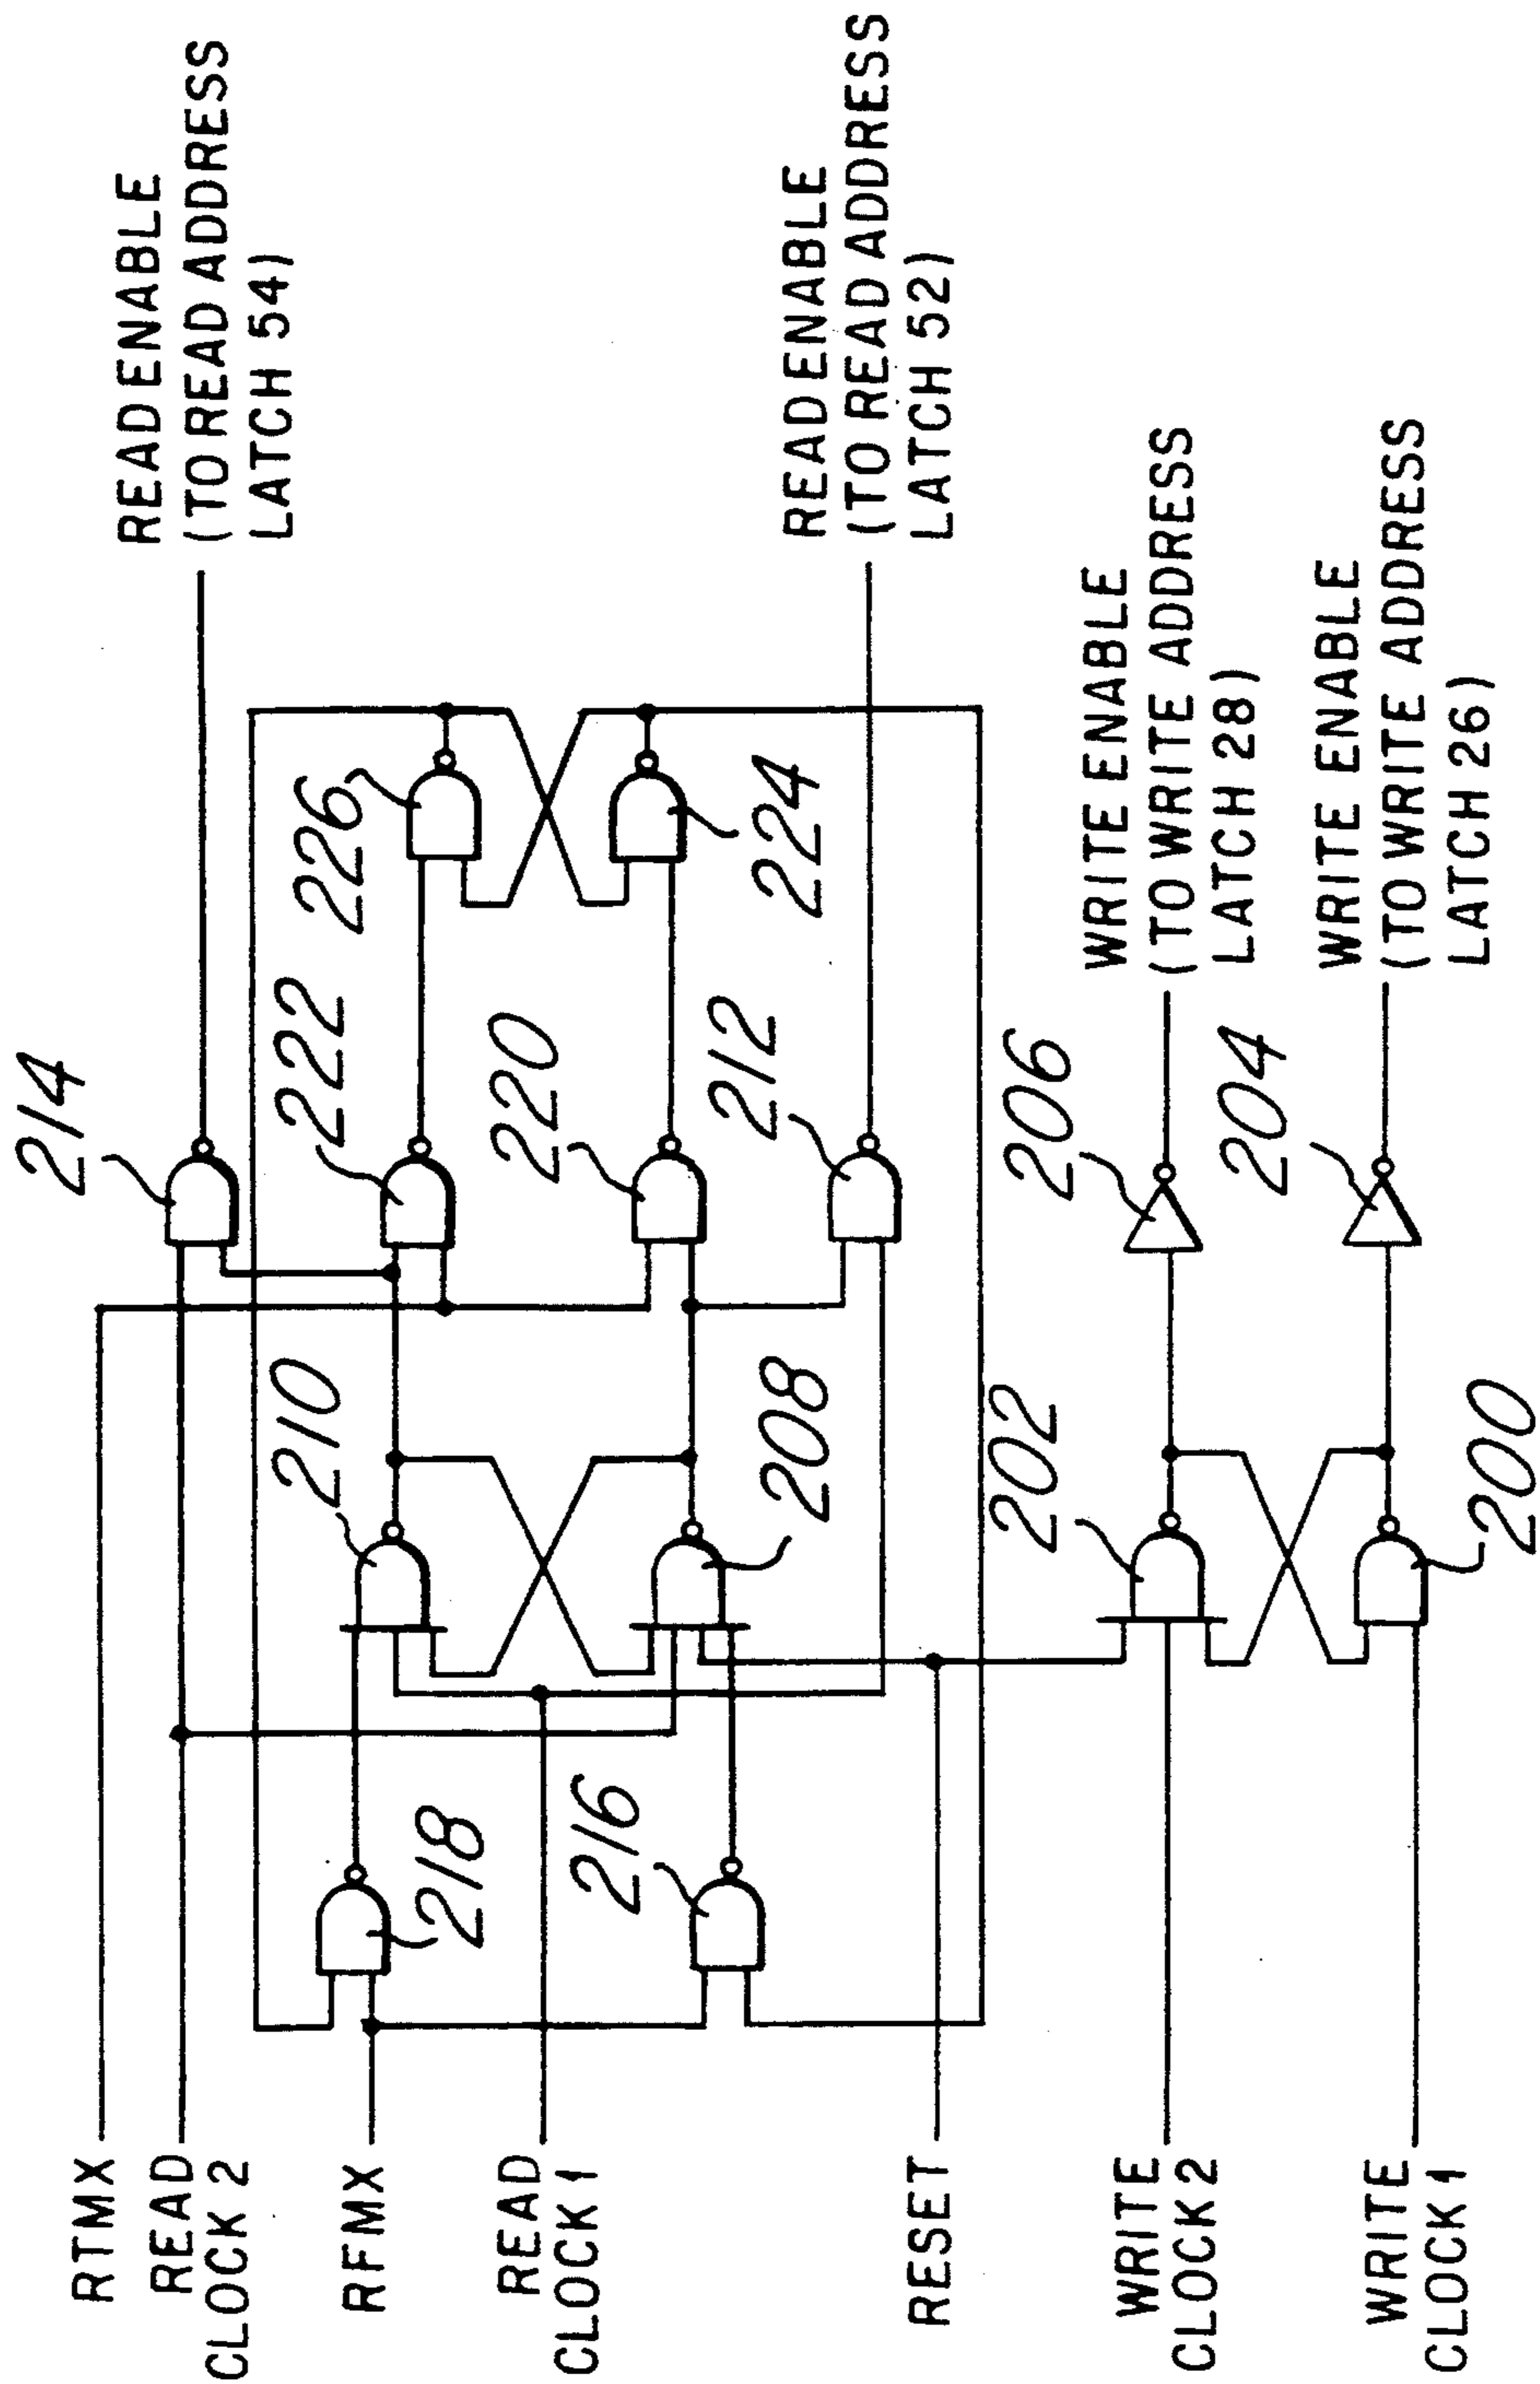 RTMX
READ
CLOCK 2
RFMX
READ
CLOCK 1
RESET
WRITE
CLOCK 2
WRITE
CLOCK 1
218
216
210
208
202
200
214
222
220
212
206
204
226
224
READ ENABLE
(TO READ ADDRESS
LATCH 54)
READ ENABLE
(TO READ ADDRESS
LATCH 52)
WRITE ENABLE
(TO WRITE ADDRESS
LATCH 28)
WRITE ENABLE
(TO WRITE ADDRESS
LATCH 26)